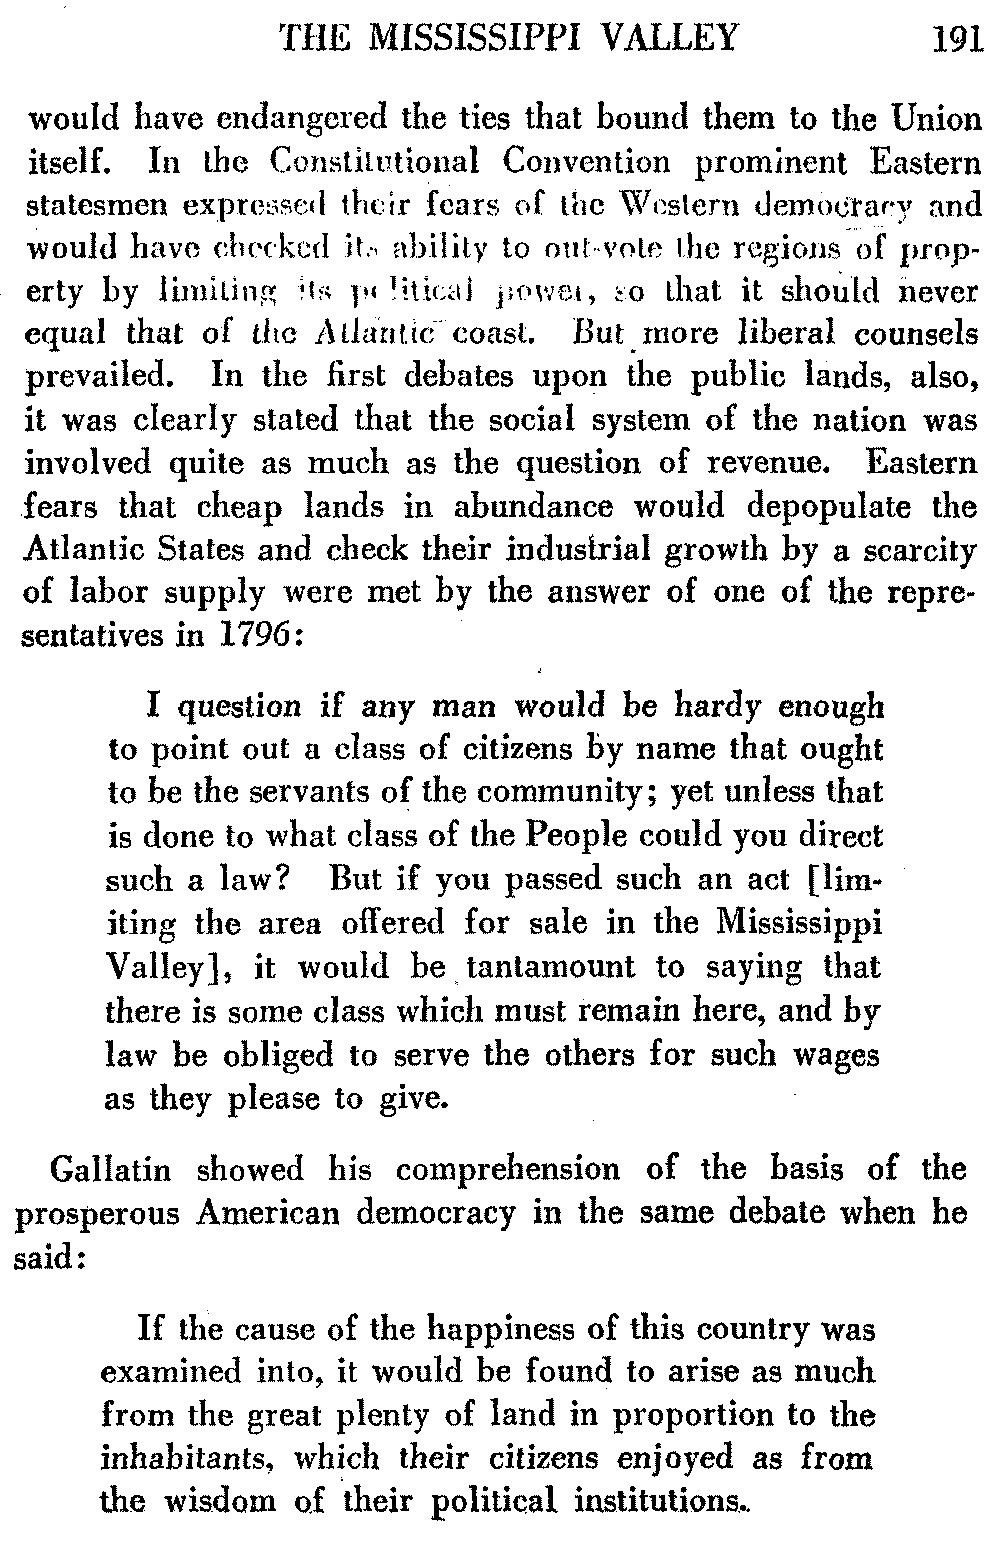 THE MISSISSIPPI VALLEY 191
would have endangered the ties that bound them to the Union
itself. In the Constitutional Convention prominent Eastern
statesmen expressed their fears of the Western democracy and
would have checked its ability to out-vote the regions of prop-
erty by limiting its political power, so that it should never
equal that of the Atlantic coast. But more liberal counsels
prevailed. In the first debates upon the public lands, also,
it was clearly stated that the social system of the nation was
involved quite as much as the question of revenue. Eastern
fears that cheap lands in abundance would depopulate the
Atlantic States and check their industrial growth by a scarcity
of labor supply were met by the answer of one of the repre-
sentatives in 1796:
I question if any man would be hardy enough
to point out a class of citizens by name that ought
to be the servants of the community; yet unless that
is done to what class of the People could you direct
such a law? But if you passed such an act [lim-
iting the area offered for sale in the Mississippi
Valley], it would be tantamount to saying that
there is some class which must remain here, and by
law be obliged to serve the others for such wages
as they please to give.
Gallatin showed his comprehension of the basis of the
prosperous American democracy in the same debate when he
said:
If the cause of the happiness of this country was
examined into, it would be found to arise as much
from the great plenty of land in proportion to the
inhabitants, which their citizens enjoyed as from
the wisdom of their political institutions.